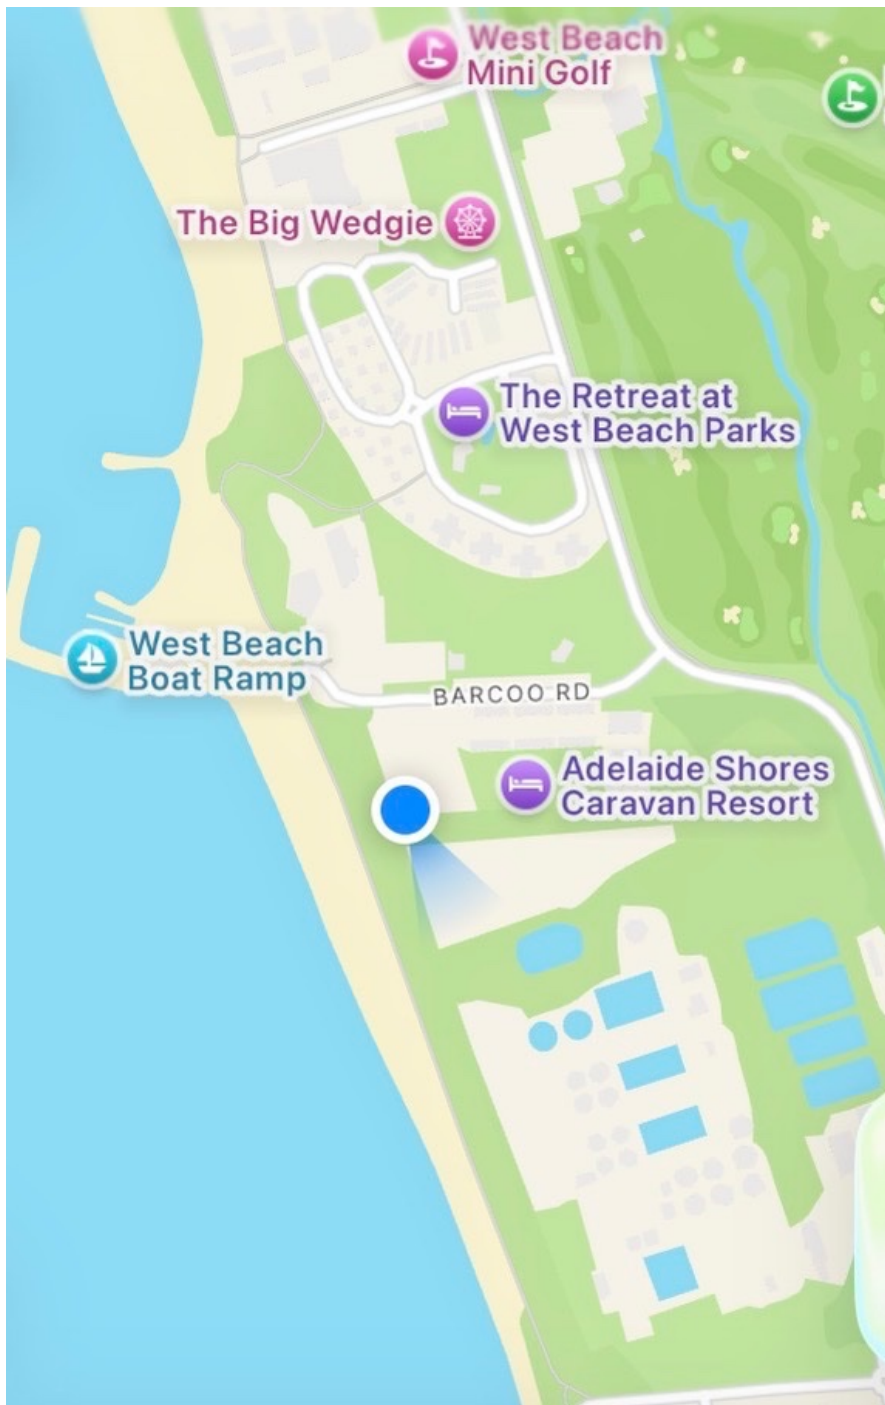 West Beach
Mini Golf
The Big Wedgie
The Retreat at
West Beach Parks
West Beach
Boat Ramp
BARCOO RD
Adelaide Shores
Caravan Resort